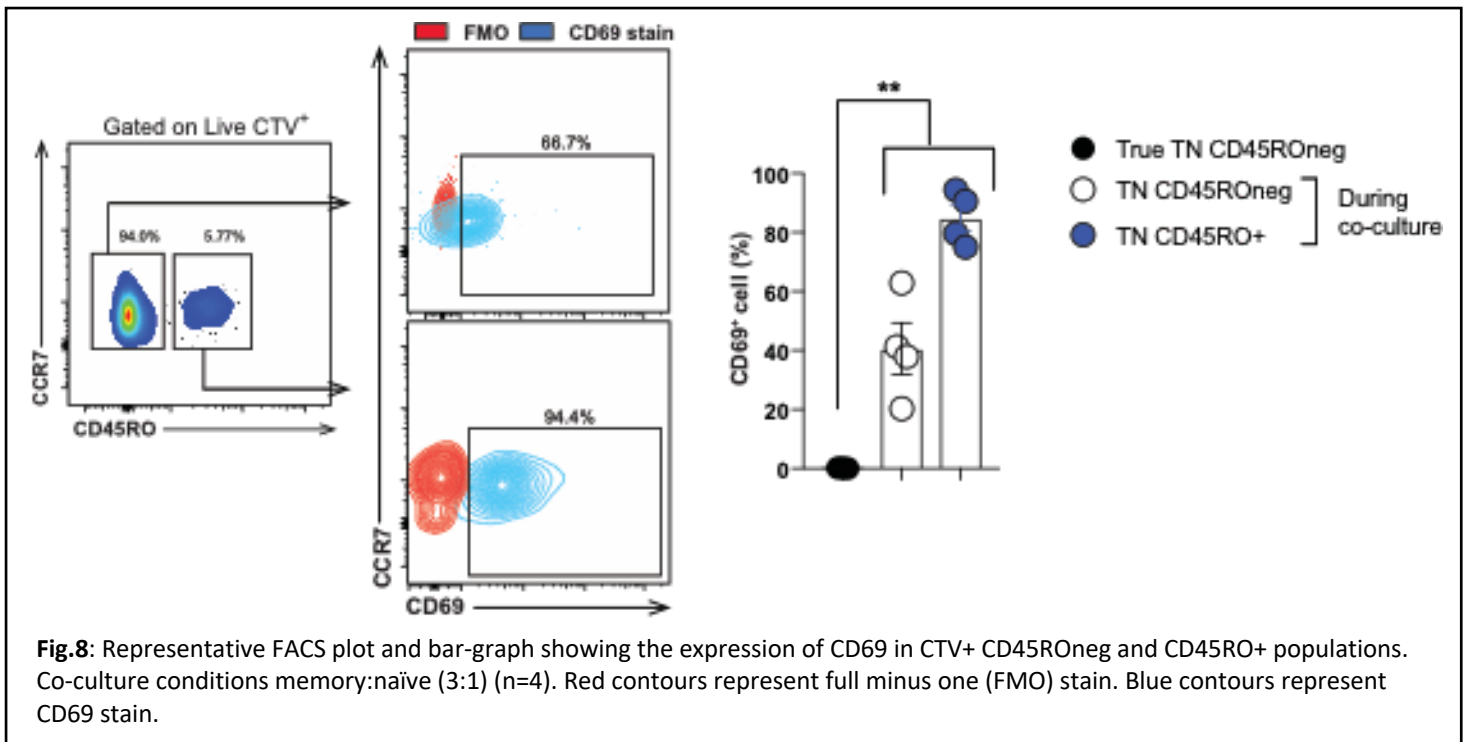 FMO CD69 stain
Gated on Live CTV+
94.0% 5.77%
CCR7
CD45RO
66.7%
94.4%
CCR7
CD69
**
CD69+ cell (%)
100
80
60
40
20
0
True TN CD45ROneg
TN CD45ROneg
TN CD45RO+
During
co-culture
Fig.8: Representative FACS plot and bar-graph showing the expression of CD69 in CTV+ CD45ROneg and CD45RO+ populations.
Co-culture conditions memory:naïve (3:1) (n=4). Red contours represent full minus one (FMO) stain. Blue contours represent
CD69 stain.